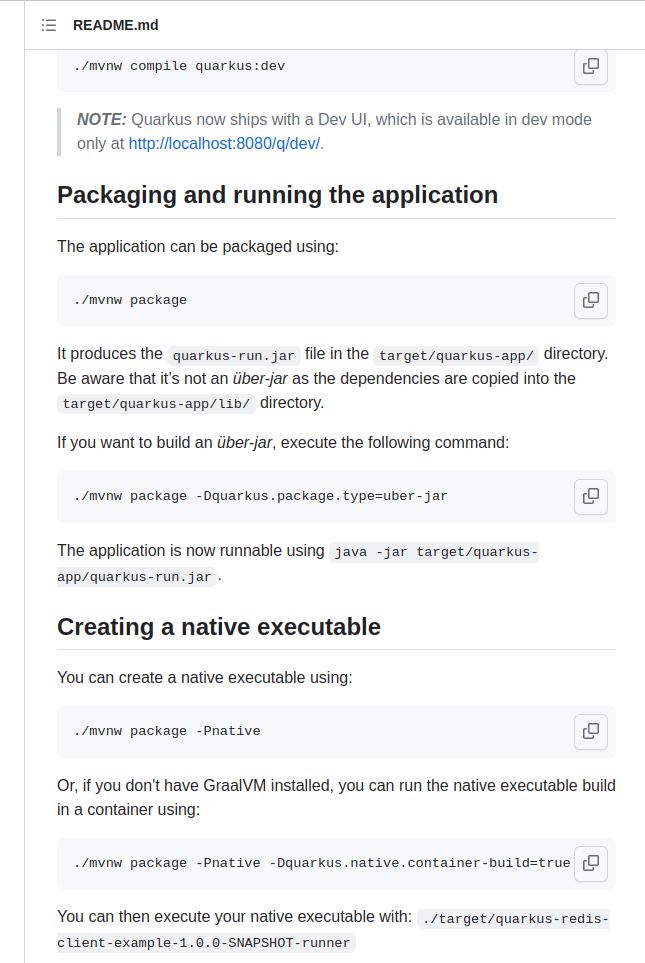 README.md
./mvnw compile quarkus:dev
NOTE: Quarkus now ships with a Dev UI, which is available in dev mode
only at http://localhost:8080/q/dev/.
Packaging and running the application
The application can be packaged using:
./mvnw package
It produces the quarkus-run.jar file in the target/quarkus-app/ directory.
Be aware that it’s not an über-jar as the dependencies are copied into the
target/quarkus-app/lib/ directory.
If you want to build an über-jar, execute the following command:
./mvnw package -Dquarkus.package.type=uber-jar
The application is now runnable using java -jar target/quarkus-
app/quarkus-run.jar.
Creating a native executable
You can create a native executable using:
./mvnw package -Pnative
Or, if you don't have GraalVM installed, you can run the native executable build
in a container using:
./mvnw package -Pnative -Dquarkus.native.container-build=true
You can then execute your native executable with: ./target/quarkus-redis-
client-example-1.0.0-SNAPSHOT-runner